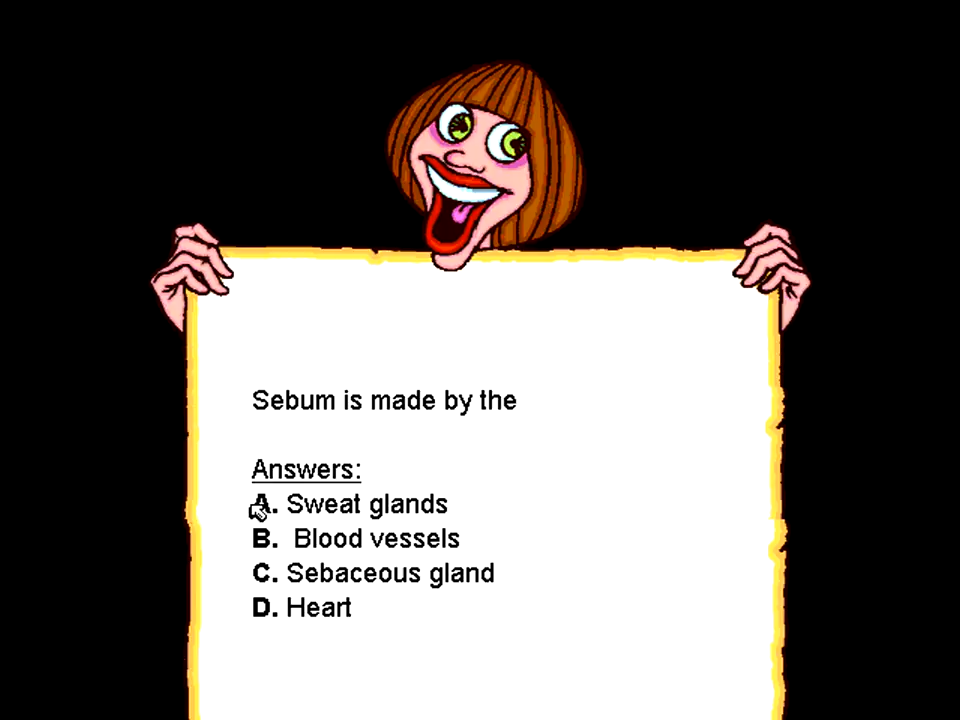 Sebum is made by the
Answers:
A. Sweat glands
B. Blood vessels
C. Sebaceous gland
D. Heart